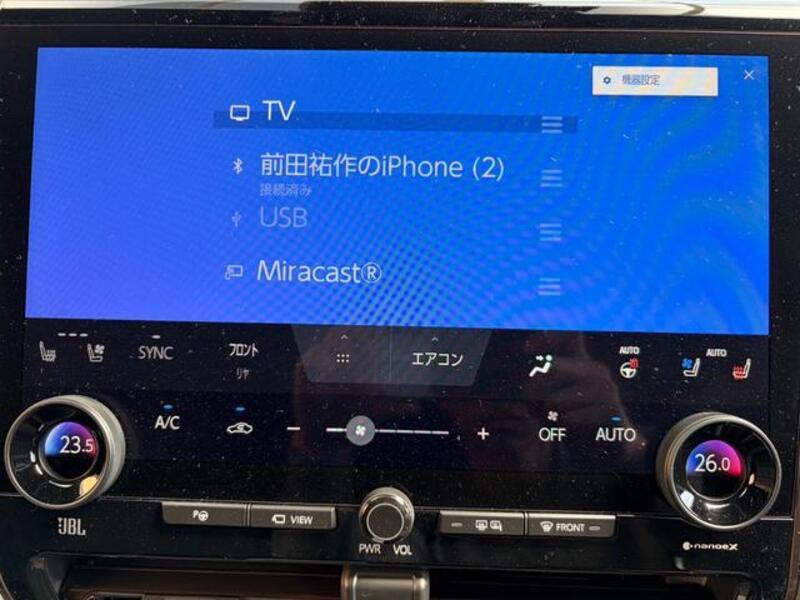 機器設定
TV
前田祐作のiPhone (2)
接続済み
USB
Miracast®
SYNC
フロント
リヤ
エアコン
AUTO
AUTO
23.5
A/C
OFF
AUTO
26.0
JBL
VIEW
PWR VOL
FRONT
nanoeX